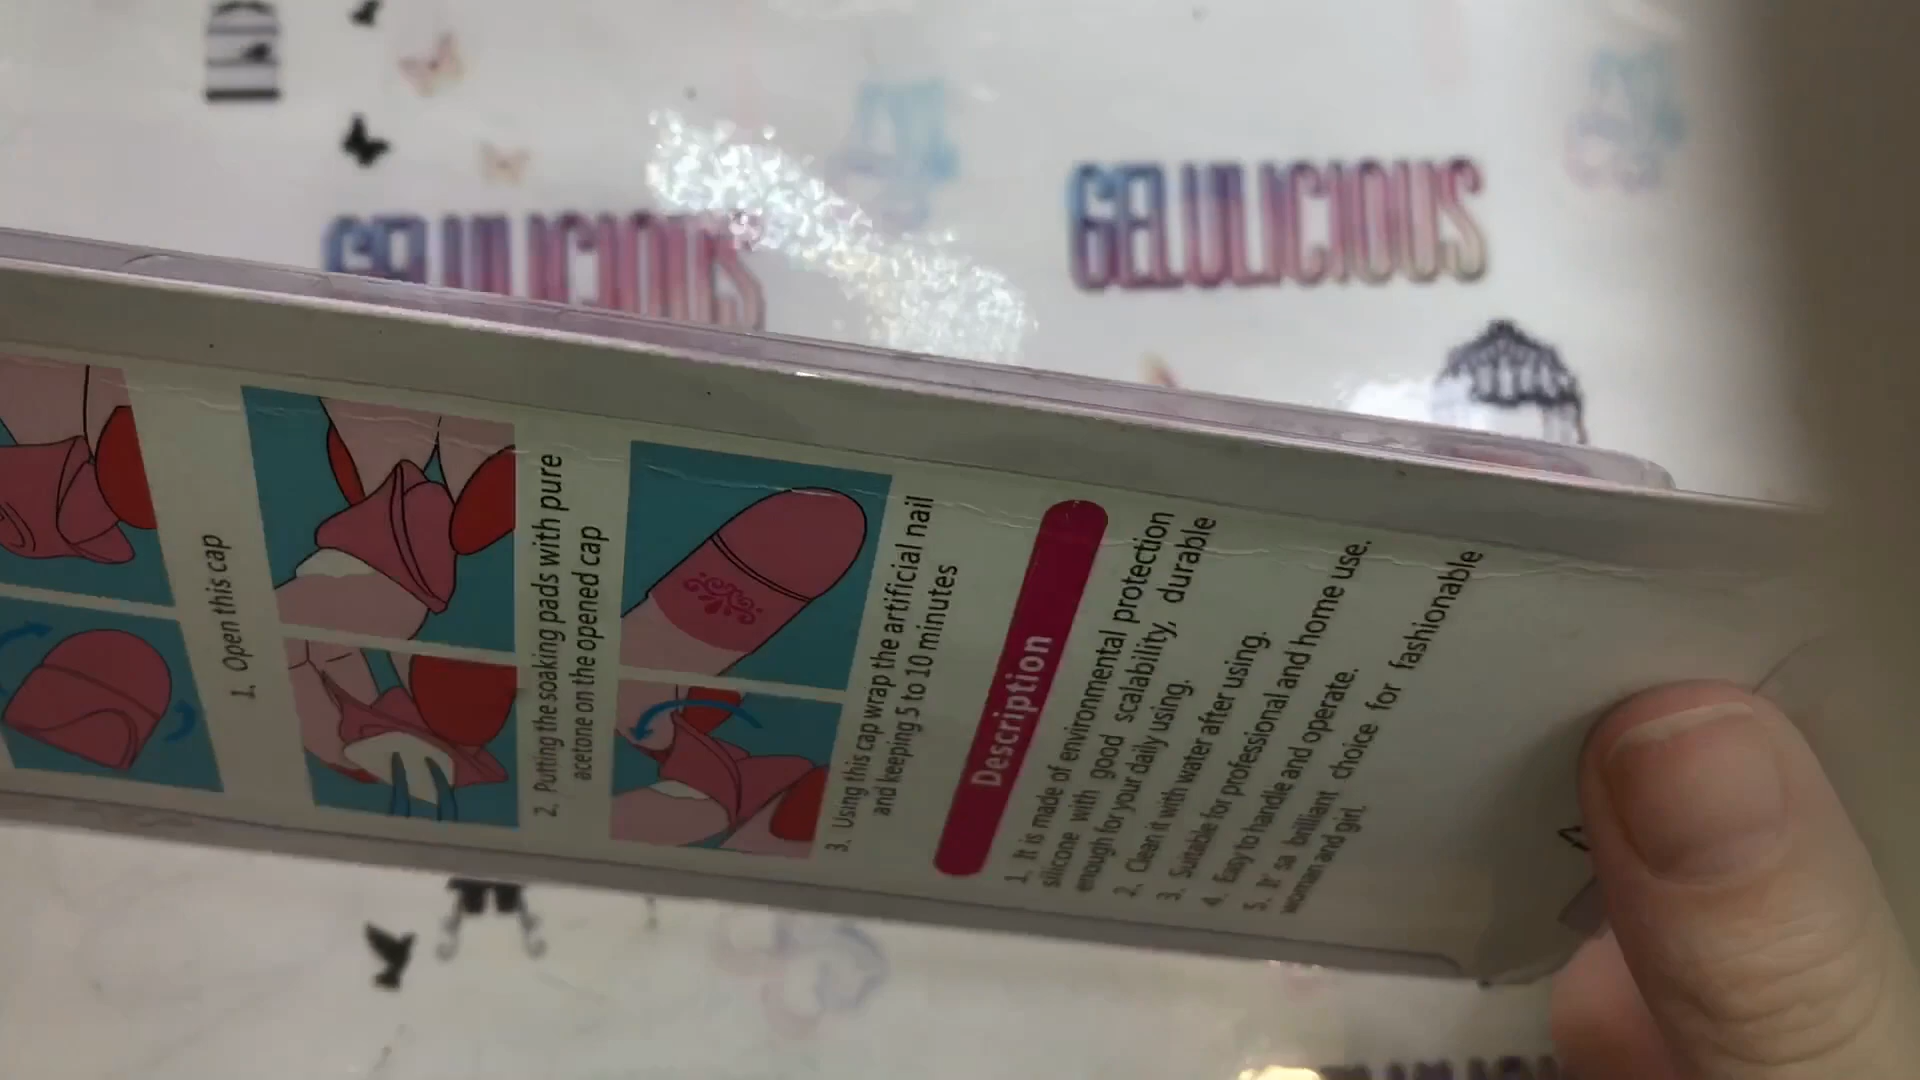 GELULICIOUS
GELULICIOUS
1. Open this cap
2. Putting the soaking pads with pure
acetone on the opened cap
3. Using this cap wrap the artificial nail
and keeping 5 to 10 minutes
Description
1. It is made of environmental protection
silicone with good scalability, durable
enough for your daily using.
2. Clean it with water after using.
3. Suitable for professional and home use.
4. Easy to handle and operate.
5. It' sa brilliant choice for fashionable
woman and girl.